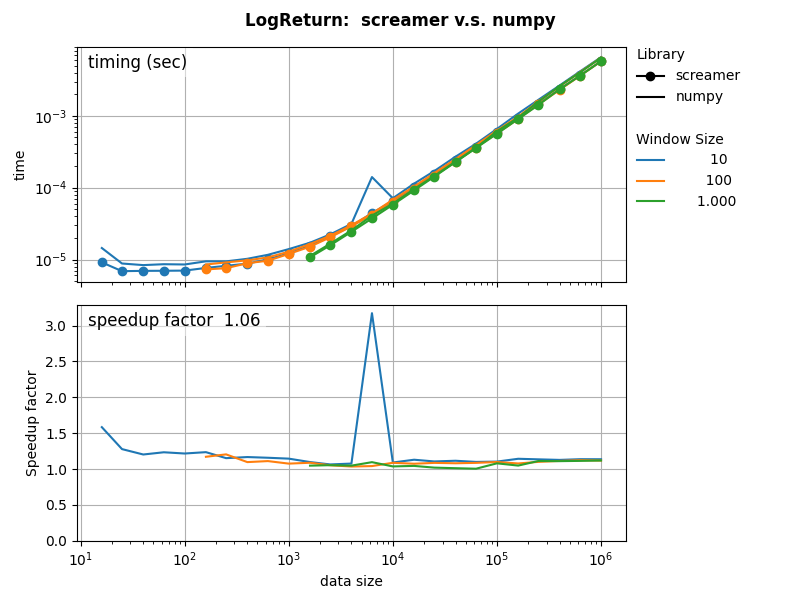 LogReturn:  screamer v.s. numpy
timing (sec)
time
10⁻³
10⁻⁴
10⁻⁵
Library
screamer
numpy
Window Size
10
100
1.000
speedup factor  1.06
Speedup factor
3.0
2.5
2.0
1.5
1.0
0.5
0.0
10¹ 10² 10³ 10⁴ 10⁵ 10⁶
data size